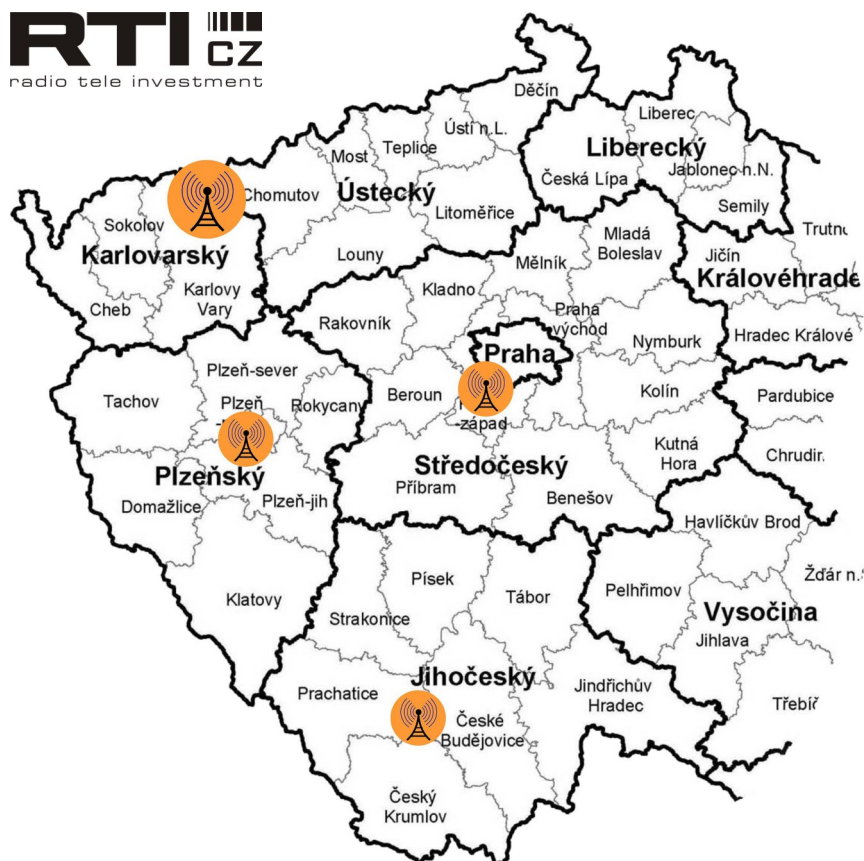 RTI CZ
radio tele investment
Děčín
Liberec
Ústí n.L.
Teplice
Most
Liberecký
Jablonec n.N.
Česká Lípa
Chomutov
Ústecký
Litoměřice
Semily
Sokolov
Karlovarský
Louny
Mělník
Mladá
Boleslav
Jičín
Královéhrade
Cheb
Karlovy
Vary
Kladno
Rakovník
Praha
východ
Nymburk
Hradec Králové
Praha
Plzeň-sever
Tachov
Plzeň
Rokycany
Beroun
-západ
Kolín
Pardubice
Kutná
Hora
Chrudir
Plzeňský
Středočeský
Příbram
Benešov
Domažlice
Plzeň-jih
Havlíčkův Brod
Klatovy
Písek
Tábor
Pelhřimov
Žďár n.
Strakonice
Vysočina
Jihlava
Jihočeský
Prachatice
Jindřichův
Hradec
Třebíř
České
Budějovice
Český
Krumlov